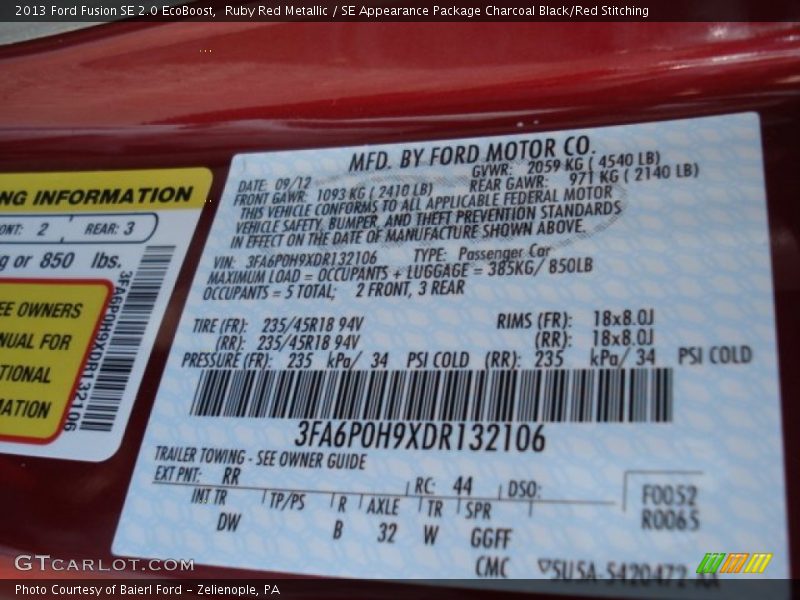 2013 Ford Fusion SE 2.0 EcoBoost,  Ruby Red Metallic / SE Appearance Package Charcoal Black/Red Stitching
NG INFORMATION
ONT: 2 REAR: 3
g or 850 lbs.
EE OWNERS
NUAL FOR
TIONAL
MATION
3FA6P0H9XDR132106
MFD. BY FORD MOTOR CO.
DATE: 09/12 GVWR: 2059 KG ( 4540 LB)
FRONT GAWR: 1093 KG ( 2410 LB) REAR GAWR: 971 KG ( 2140 LB)
THIS VEHICLE CONFORMS TO ALL APPLICABLE FEDERAL MOTOR
VEHICLE SAFETY, BUMPER, AND THEFT PREVENTION STANDARDS
IN EFFECT ON THE DATE OF MANUFACTURE SHOWN ABOVE.
VIN: 3FA6P0H9XDR132106 TYPE: Passenger Car
MAXIMUM LOAD = OCCUPANTS + LUGGAGE = 385KG/ 850LB
OCCUPANTS = 5 TOTAL; 2 FRONT, 3 REAR
TIRE (FR): 235/45R18 94V RIMS (FR): 18x8.0J
(RR): 235/45R18 94V (RR): 18x8.0J
PRESSURE (FR): 235 kPa/ 34 PSI COLD (RR): 235 kPa/ 34 PSI COLD
3FA6P0H9XDR132106
TRAILER TOWING - SEE OWNER GUIDE
EXT PNT: RR RC: 44 DSO: F0052
INT TR TP/PS R AXLE TR SPR R0065
DW B 32 W GGFF
CMC SUSA-5420472-XX
GTCARLOT.COM
Photo Courtesy of Baierl Ford - Zelienople, PA